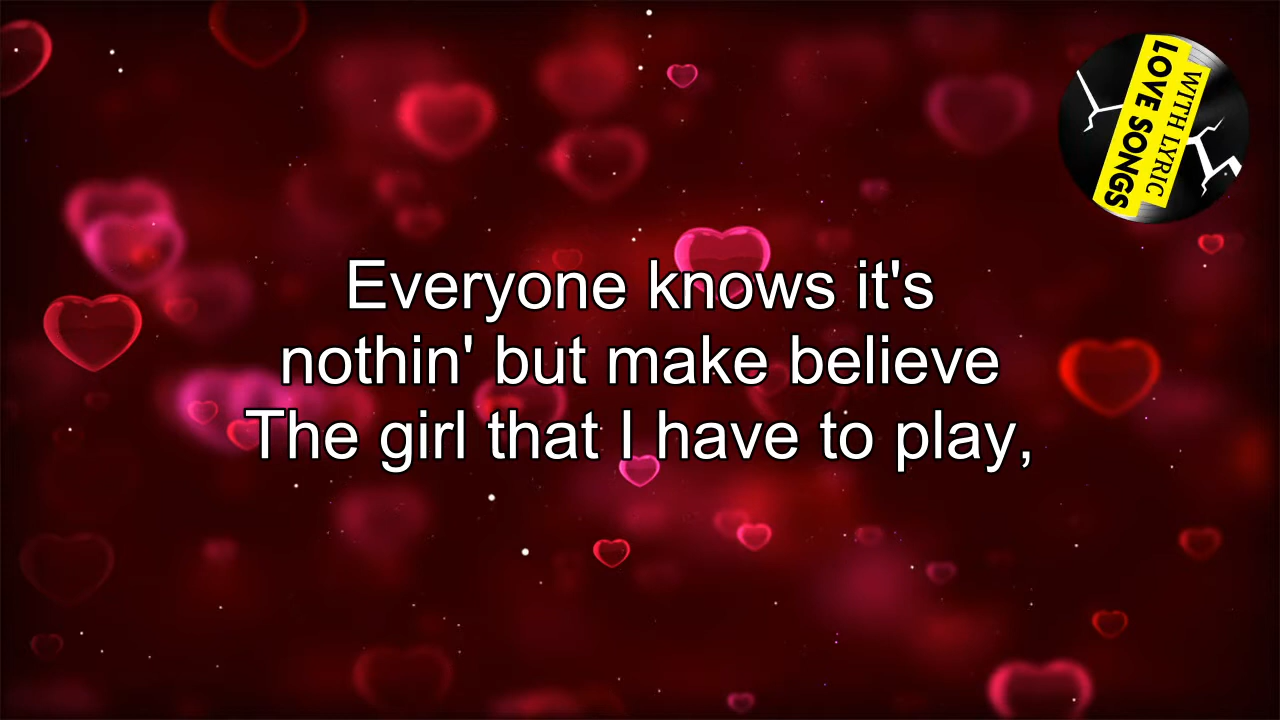 Everyone knows it's
nothin' but make believe
The girl that I have to play,
LOVE SONGS
WITH LYRIC